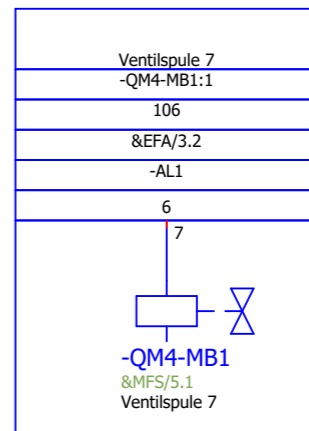 Ventilspule 7
-QM4-MB1:1
106
&EFA/3.2
-AL1
6
7
-QM4-MB1
&MFS/5.1
Ventilspule 7